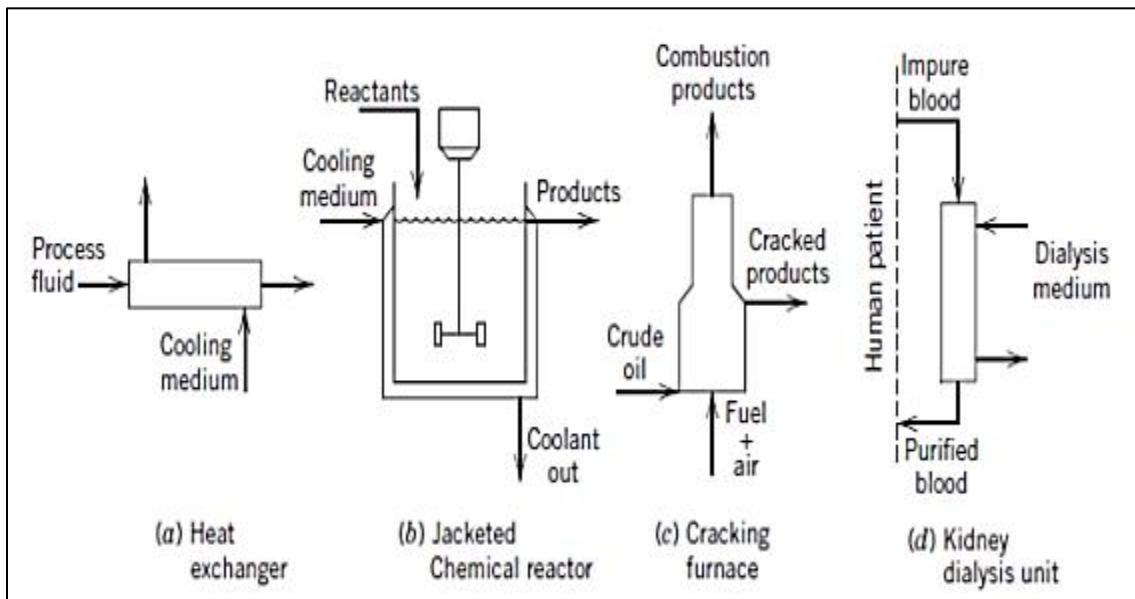 Process
fluid
Cooling
medium
(a) Heat
exchanger
Reactants
Cooling
medium
Products
Coolant
out
(b) Jacketed
Chemical reactor
Combustion
products
Cracked
products
Crude
oil
Fuel
+
air
(c) Cracking
furnace
Human patient
Impure
blood
Dialysis
medium
Purified
blood
(d) Kidney
dialysis unit